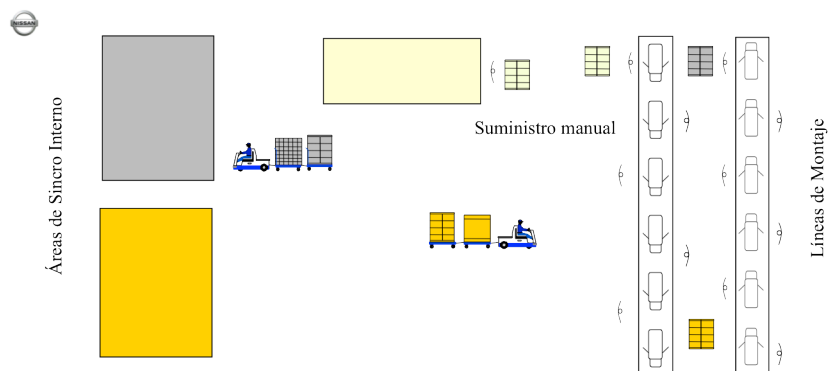 NISSAN
Áreas de Sincro Interno
Suministro manual
Líneas de Montaje